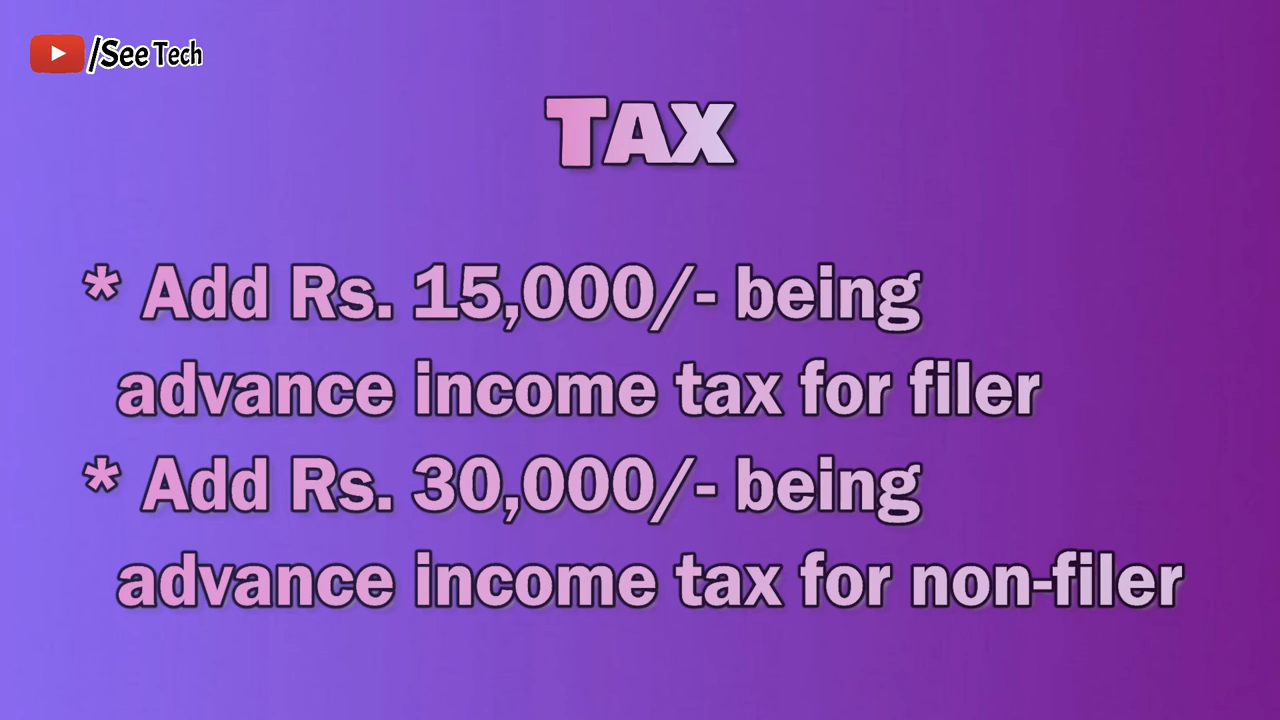 /See Tech
Tax
* Add Rs. 15,000/- being
advance income tax for filer
* Add Rs. 30,000/- being
advance income tax for non-filer